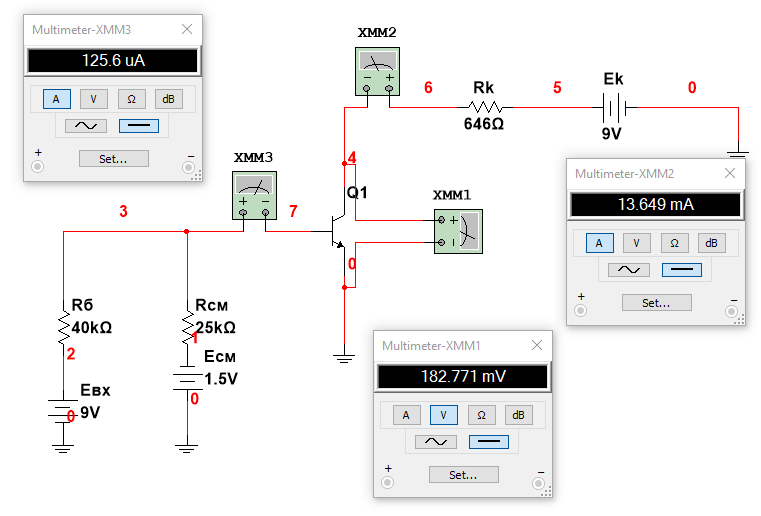 Multimeter-XMM3
125.6 uA
A
V
Ω
dB
+
Set...
−
XMM2
− +
6
Rk
646Ω
5
Ek
9V
0
Multimeter-XMM2
13.649 mA
A
V
Ω
dB
+
Set...
−
XMM3
+ −
3
7
4
Q1
XMM1
+
−
0
Rб
40kΩ
2
Eвх
9V
0
Rсм
25kΩ
1
Eсм
1.5V
0
Multimeter-XMM1
182.771 mV
A
V
Ω
dB
+
Set...
−